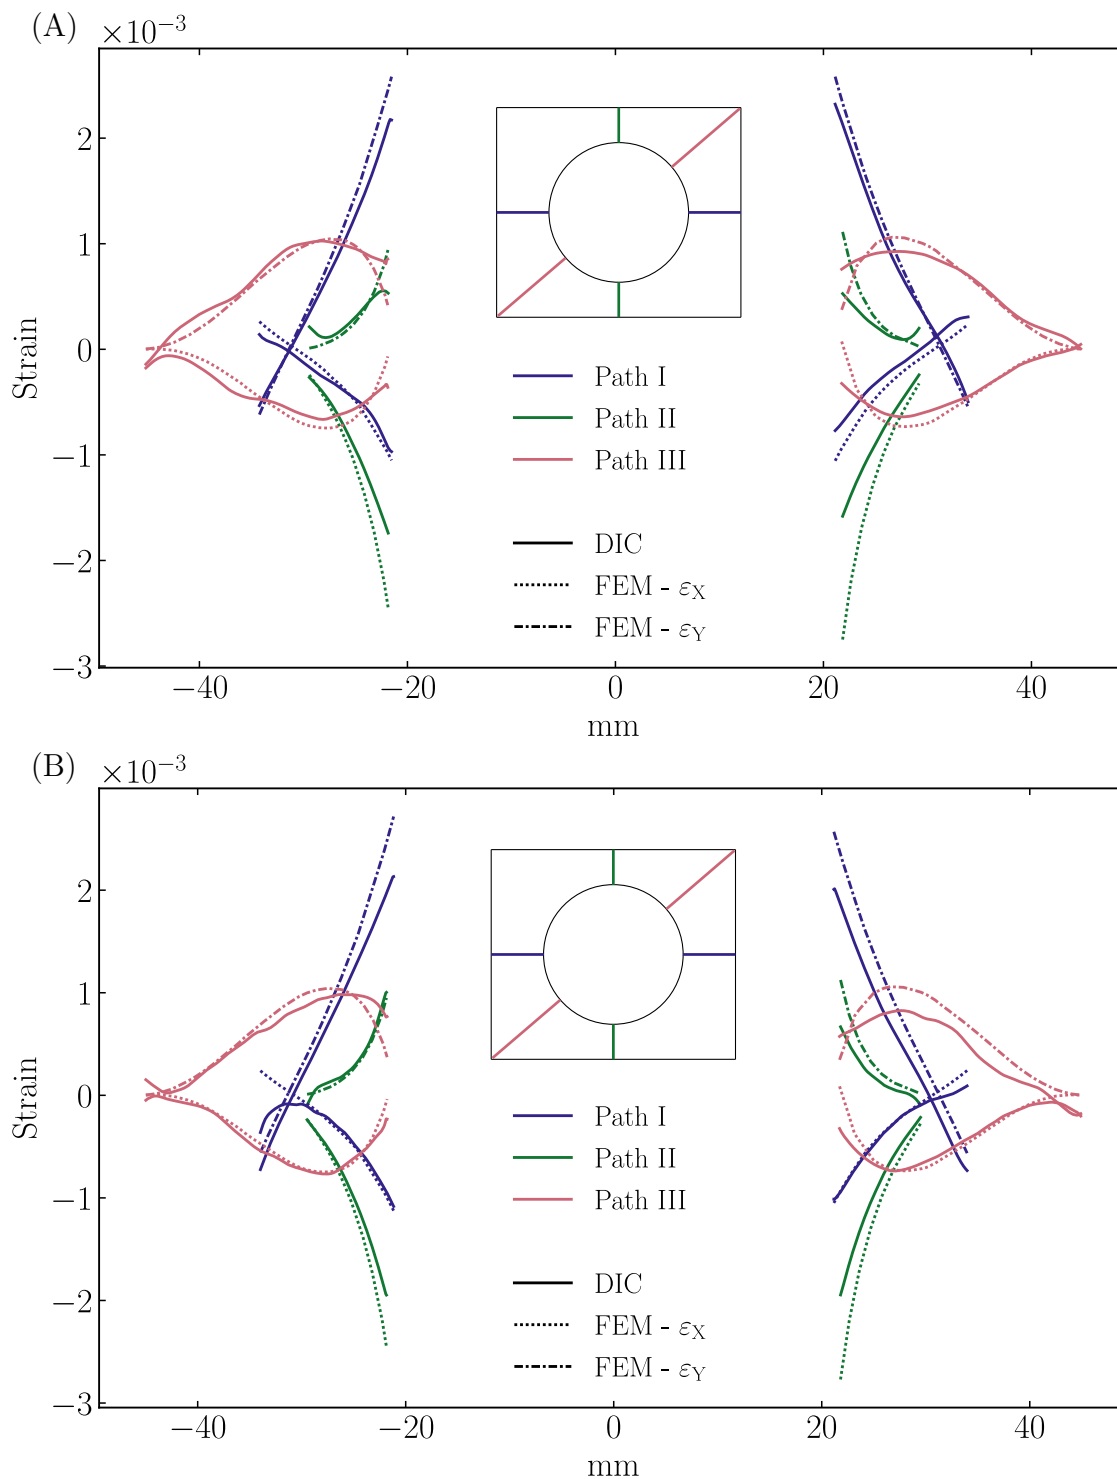 (A)
×10⁻³
2
1
0
−1
−2
−3
Strain
Path I
Path II
Path III
DIC
FEM - εX
FEM - εY
−40 −20 0 20 40
mm
(B)
×10⁻³
2
1
0
−1
−2
−3
Strain
Path I
Path II
Path III
DIC
FEM - εX
FEM - εY
−40 −20 0 20 40
mm